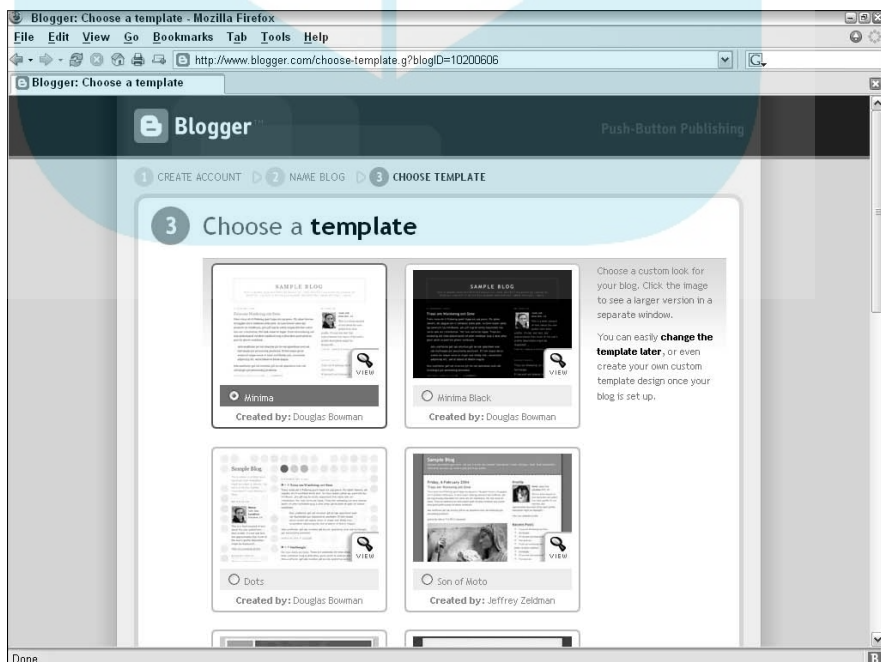 Blogger: Choose a template - Mozilla Firefox
File Edit View Go Bookmarks Tab Tools Help
http://www.blogger.com/choose-template.g?blogID=10200606
G
Blogger: Choose a template
Blogger™
Push-Button Publishing
1 CREATE ACCOUNT 2 NAME BLOG 3 CHOOSE TEMPLATE
3 Choose a template
Choose a custom look for
your blog. Click the image
to see a larger version in a
separate window.
You can easily change the
template later, or even
create your own custom
template design once your
blog is set up.
SAMPLE BLOG
VIEW
Minima
Created by: Douglas Bowman
SAMPLE BLOG
VIEW
Minima Black
Created by: Douglas Bowman
Sample Blog
VIEW
Dots
Created by: Douglas Bowman
Sample Blog
VIEW
Son of Moto
Created by: Jeffrey Zeldman
Done